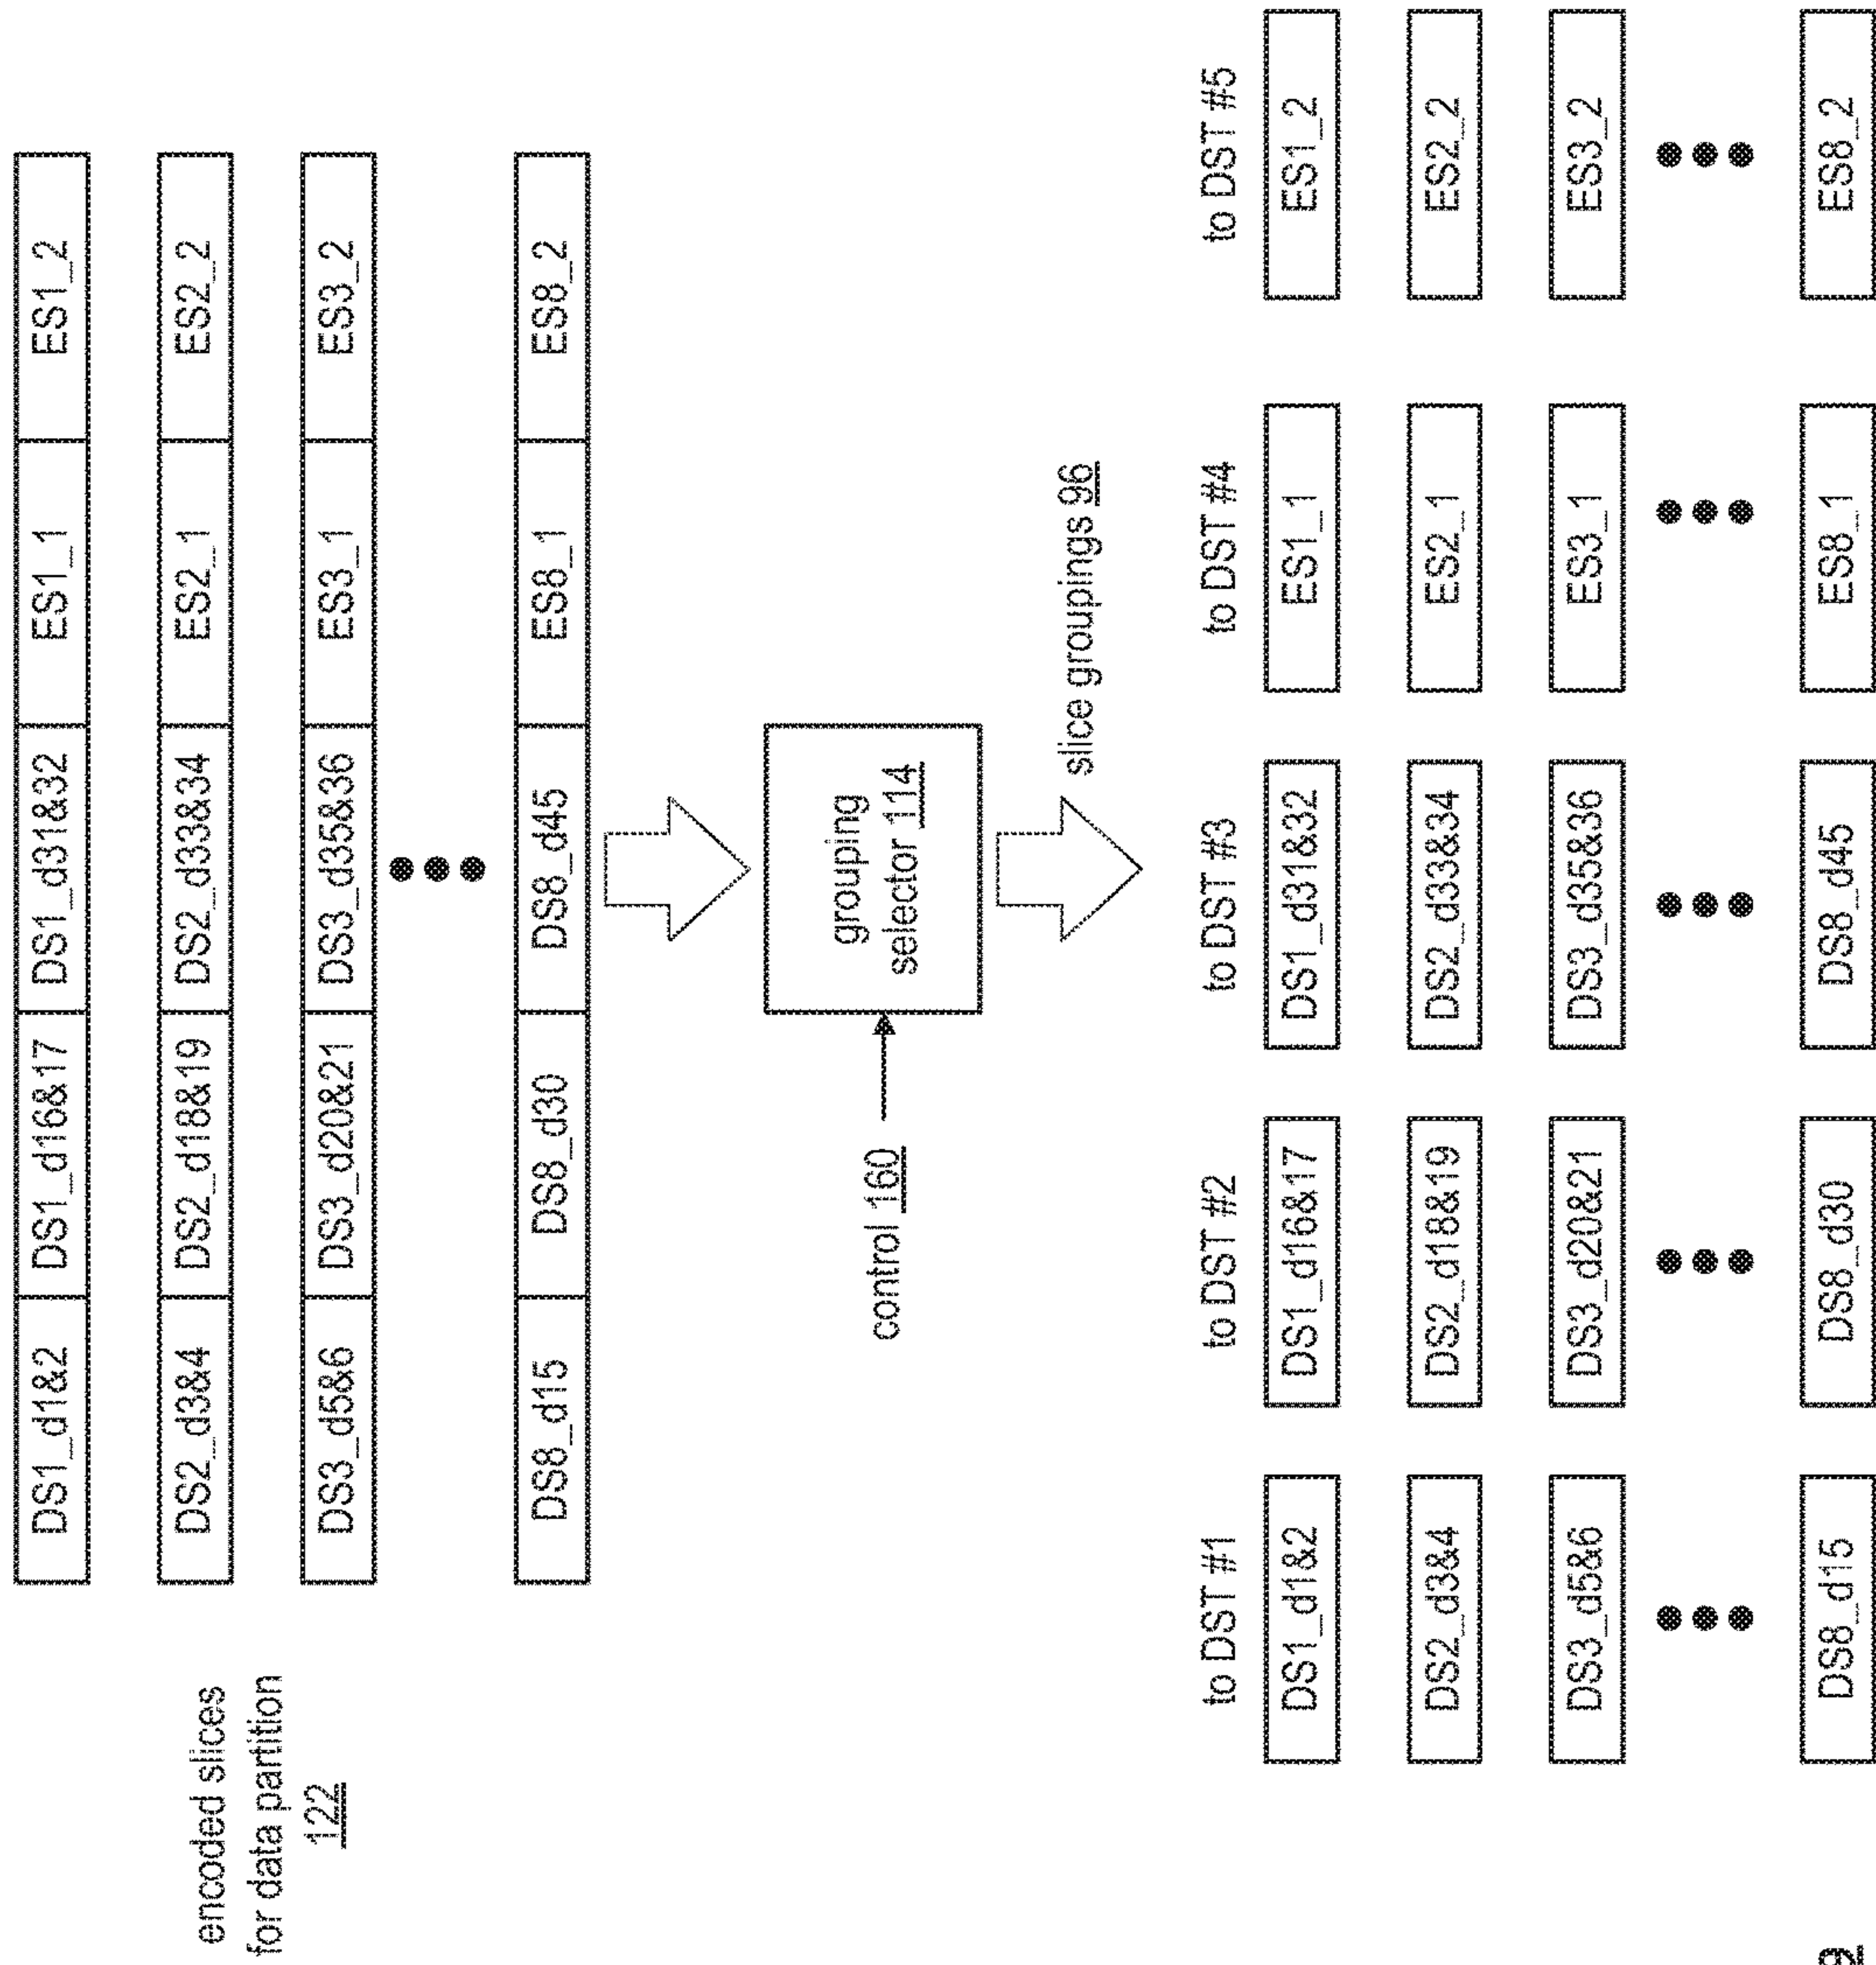 encoded slices
for data partition
122
DS1_d1&2 DS1_d16&17 DS1_d31&32 ES1_1 ES1_2
DS2_d3&4 DS2_d18&19 DS2_d33&34 ES2_1 ES2_2
DS3_d5&6 DS3_d20&21 DS3_d35&36 ES3_1 ES3_2
DS8_d15 DS8_d30 DS8_d45 ES8_1 ES8_2
control 160
grouping
selector 114
slice groupings 96
to DST #1 to DST #2 to DST #3 to DST #4 to DST #5
DS1_d1&2 DS1_d16&17 DS1_d31&32 ES1_1 ES1_2
DS2_d3&4 DS2_d18&19 DS2_d33&34 ES2_1 ES2_2
DS3_d5&6 DS3_d20&21 DS3_d35&36 ES3_1 ES3_2
DS8_d15 DS8_d30 DS8_d45 ES8_1 ES8_2